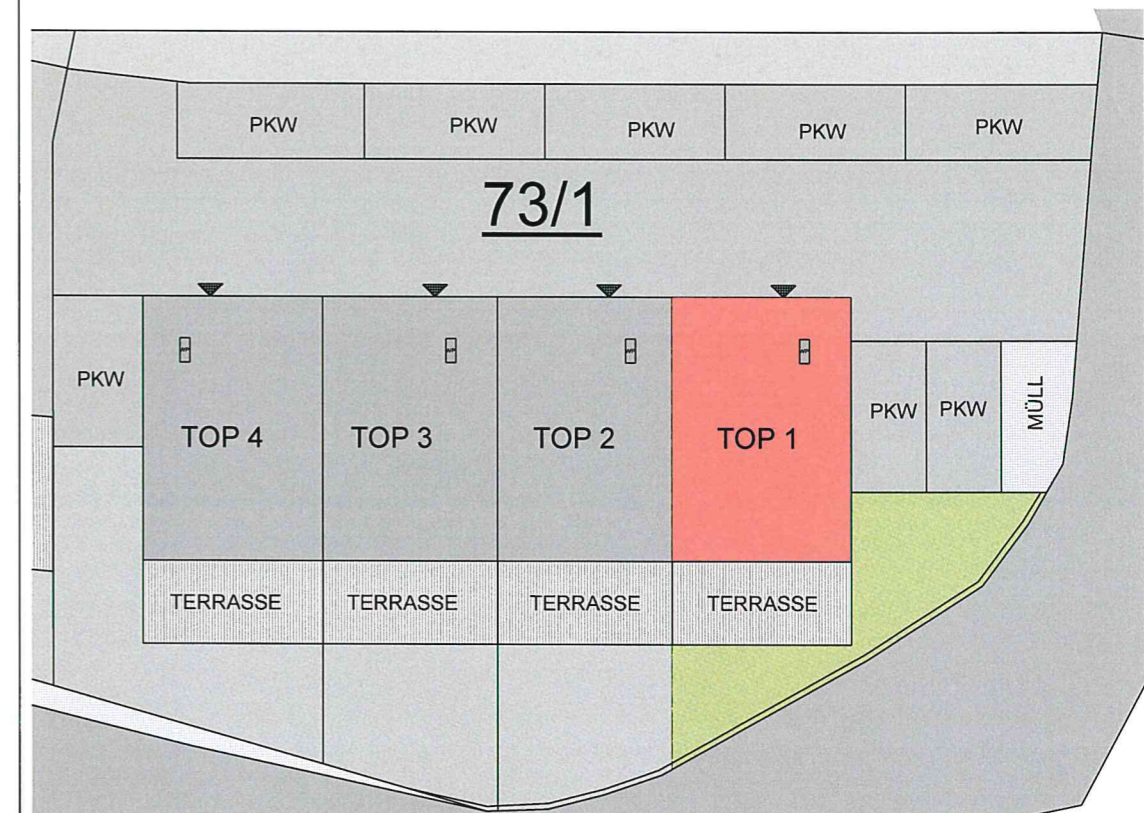 PKW PKW PKW PKW PKW
73/1
PKW
TOP 4 TOP 3 TOP 2 TOP 1
PKW PKW MÜLL
TERRASSE TERRASSE TERRASSE TERRASSE